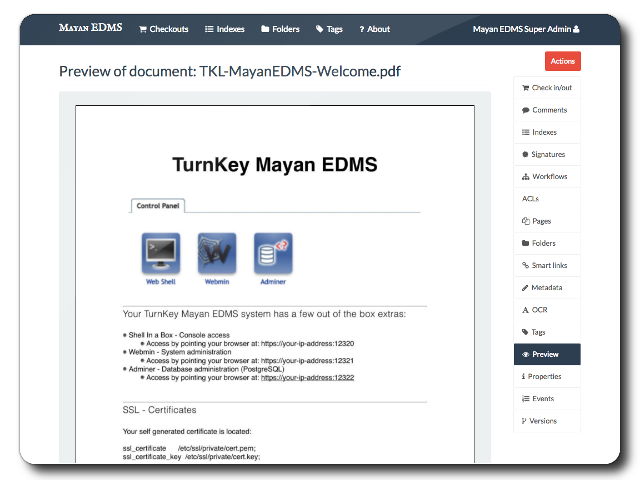 Mayan EDMS Checkouts Indexes Folders Tags ? About Mayan EDMS Super Admin
Preview of document: TKL-MayanEDMS-Welcome.pdf
Actions
Check in/out
Comments
Indexes
Signatures
Workflows
ACLs
Pages
Folders
Smart links
Metadata
OCR
Tags
Preview
Properties
Events
Versions
TurnKey Mayan EDMS
Control Panel
Web Shell Webmin Adminer
Your TurnKey Mayan EDMS system has a few out of the box extras:
Shell In a Box - Console access
Access by pointing your browser at: https://your-ip-address:12320
Webmin - System administration
Access by pointing your browser at: https://your-ip-address:12321
Adminer - Database administration (PostgreSQL)
Access by pointing your browser at: https://your-ip-address:12322
SSL - Certificates
Your self generated certificate is located:
ssl_certificate /etc/ssl/private/cert.pem;
ssl_certificate_key /etc/ssl/private/cert.key;